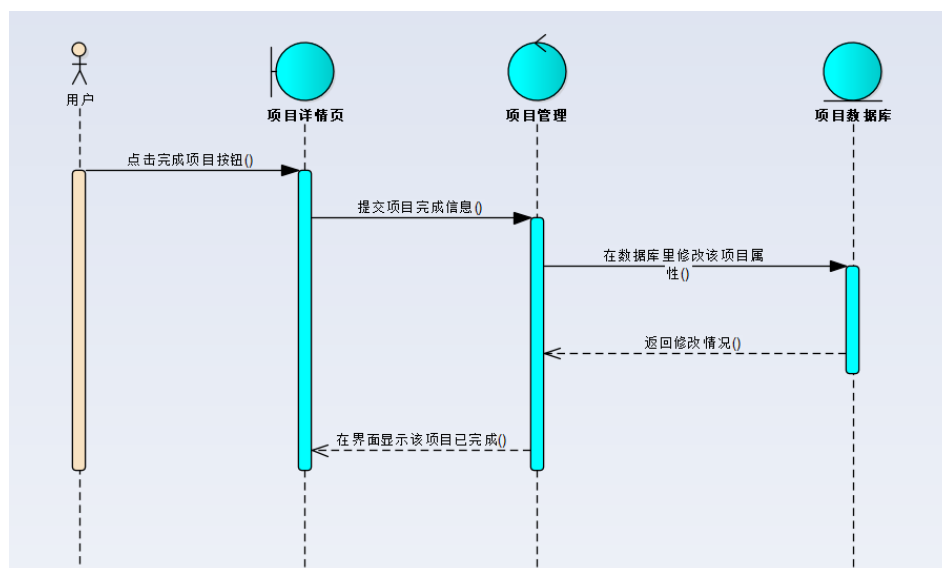 用户
项目详情页
项目管理
项目数据库
点击完成项目按钮()
提交项目完成信息()
在数据库里修改该项目属
性()
返回修改情况()
在界面显示该项目已完成()